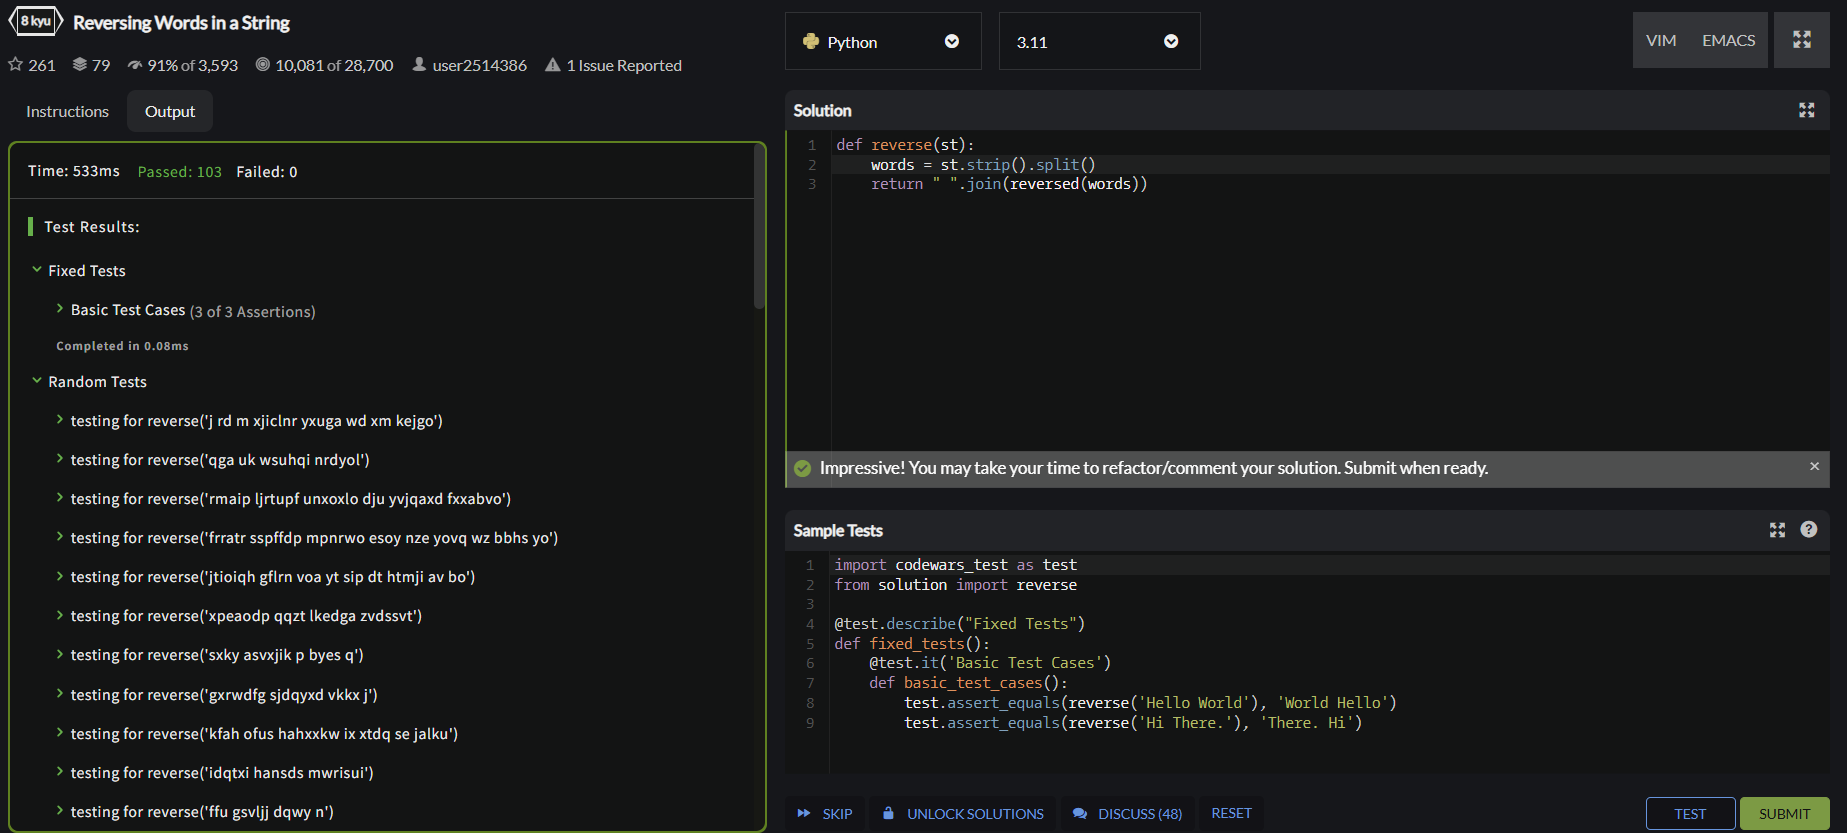 8 kyu
Reversing Words in a String
261 79 91% of 3,593 10,081 of 28,700 user2514386 1 Issue Reported
Instructions Output
Time: 533ms Passed: 103 Failed: 0
Test Results:
Fixed Tests
Basic Test Cases (3 of 3 Assertions)
Completed in 0.08ms
Random Tests
testing for reverse('j rd m xjiclnr yxuga wd xm kejgo')
testing for reverse('qga uk wsuhqi nrdyol')
testing for reverse('rmaip ljrtupf unxoxlo dju yvjqaxd fxxabvo')
testing for reverse('frratr sspffdp mpnrwo esoy nze yovq wz bbhs yo')
testing for reverse('jtioiqh gflrn voa yt sip dt htmji av bo')
testing for reverse('xpeaodp qqzt lkedga zvdssvt')
testing for reverse('sxky asvxjik p byes q')
testing for reverse('gxrwdfg sjdqyxd vkkx j')
testing for reverse('kfah ofus hahxxkw ix xtdq se jalku')
testing for reverse('idqtxi hansds mwrisui')
testing for reverse('ffu gsvljj dqwy n')
Python 3.11 VIM EMACS
Solution
1 def reverse(st):
2     words = st.strip().split()
3     return " ".join(reversed(words))
Impressive! You may take your time to refactor/comment your solution. Submit when ready. ×
Sample Tests ?
1 import codewars_test as test
2 from solution import reverse
3
4 @test.describe("Fixed Tests")
5 def fixed_tests():
6     @test.it('Basic Test Cases')
7     def basic_test_cases():
8         test.assert_equals(reverse('Hello World'), 'World Hello')
9         test.assert_equals(reverse('Hi There.'), 'There. Hi')
SKIP UNLOCK SOLUTIONS DISCUSS (48) RESET TEST SUBMIT